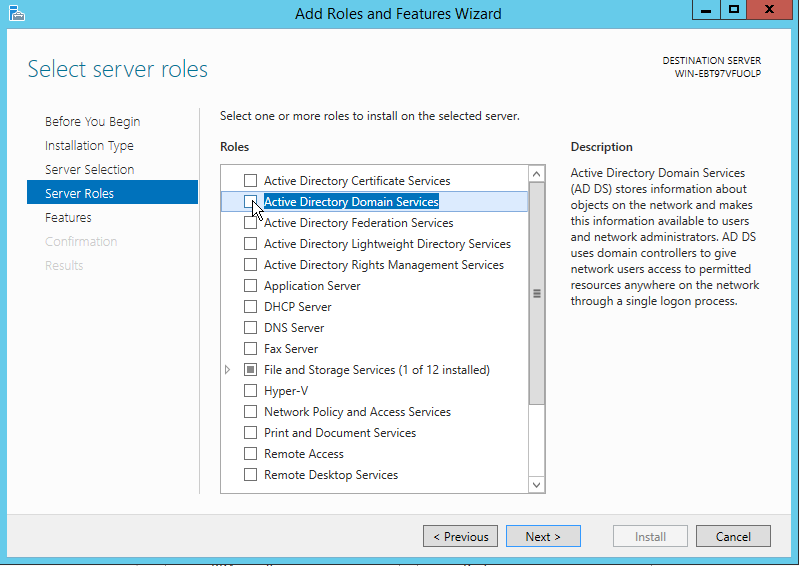 Add Roles and Features Wizard
Select server roles
DESTINATION SERVER
WIN-EBT97VFUOLP
Before You Begin
Installation Type
Server Selection
Server Roles
Features
Confirmation
Results
Select one or more roles to install on the selected server.
Roles
Active Directory Certificate Services
Active Directory Domain Services
Active Directory Federation Services
Active Directory Lightweight Directory Services
Active Directory Rights Management Services
Application Server
DHCP Server
DNS Server
Fax Server
File and Storage Services (1 of 12 installed)
Hyper-V
Network Policy and Access Services
Print and Document Services
Remote Access
Remote Desktop Services
Description
Active Directory Domain Services
(AD DS) stores information about
objects on the network and makes
this information available to users
and network administrators. AD DS
uses domain controllers to give
network users access to permitted
resources anywhere on the network
through a single logon process.
< Previous
Next >
Install
Cancel